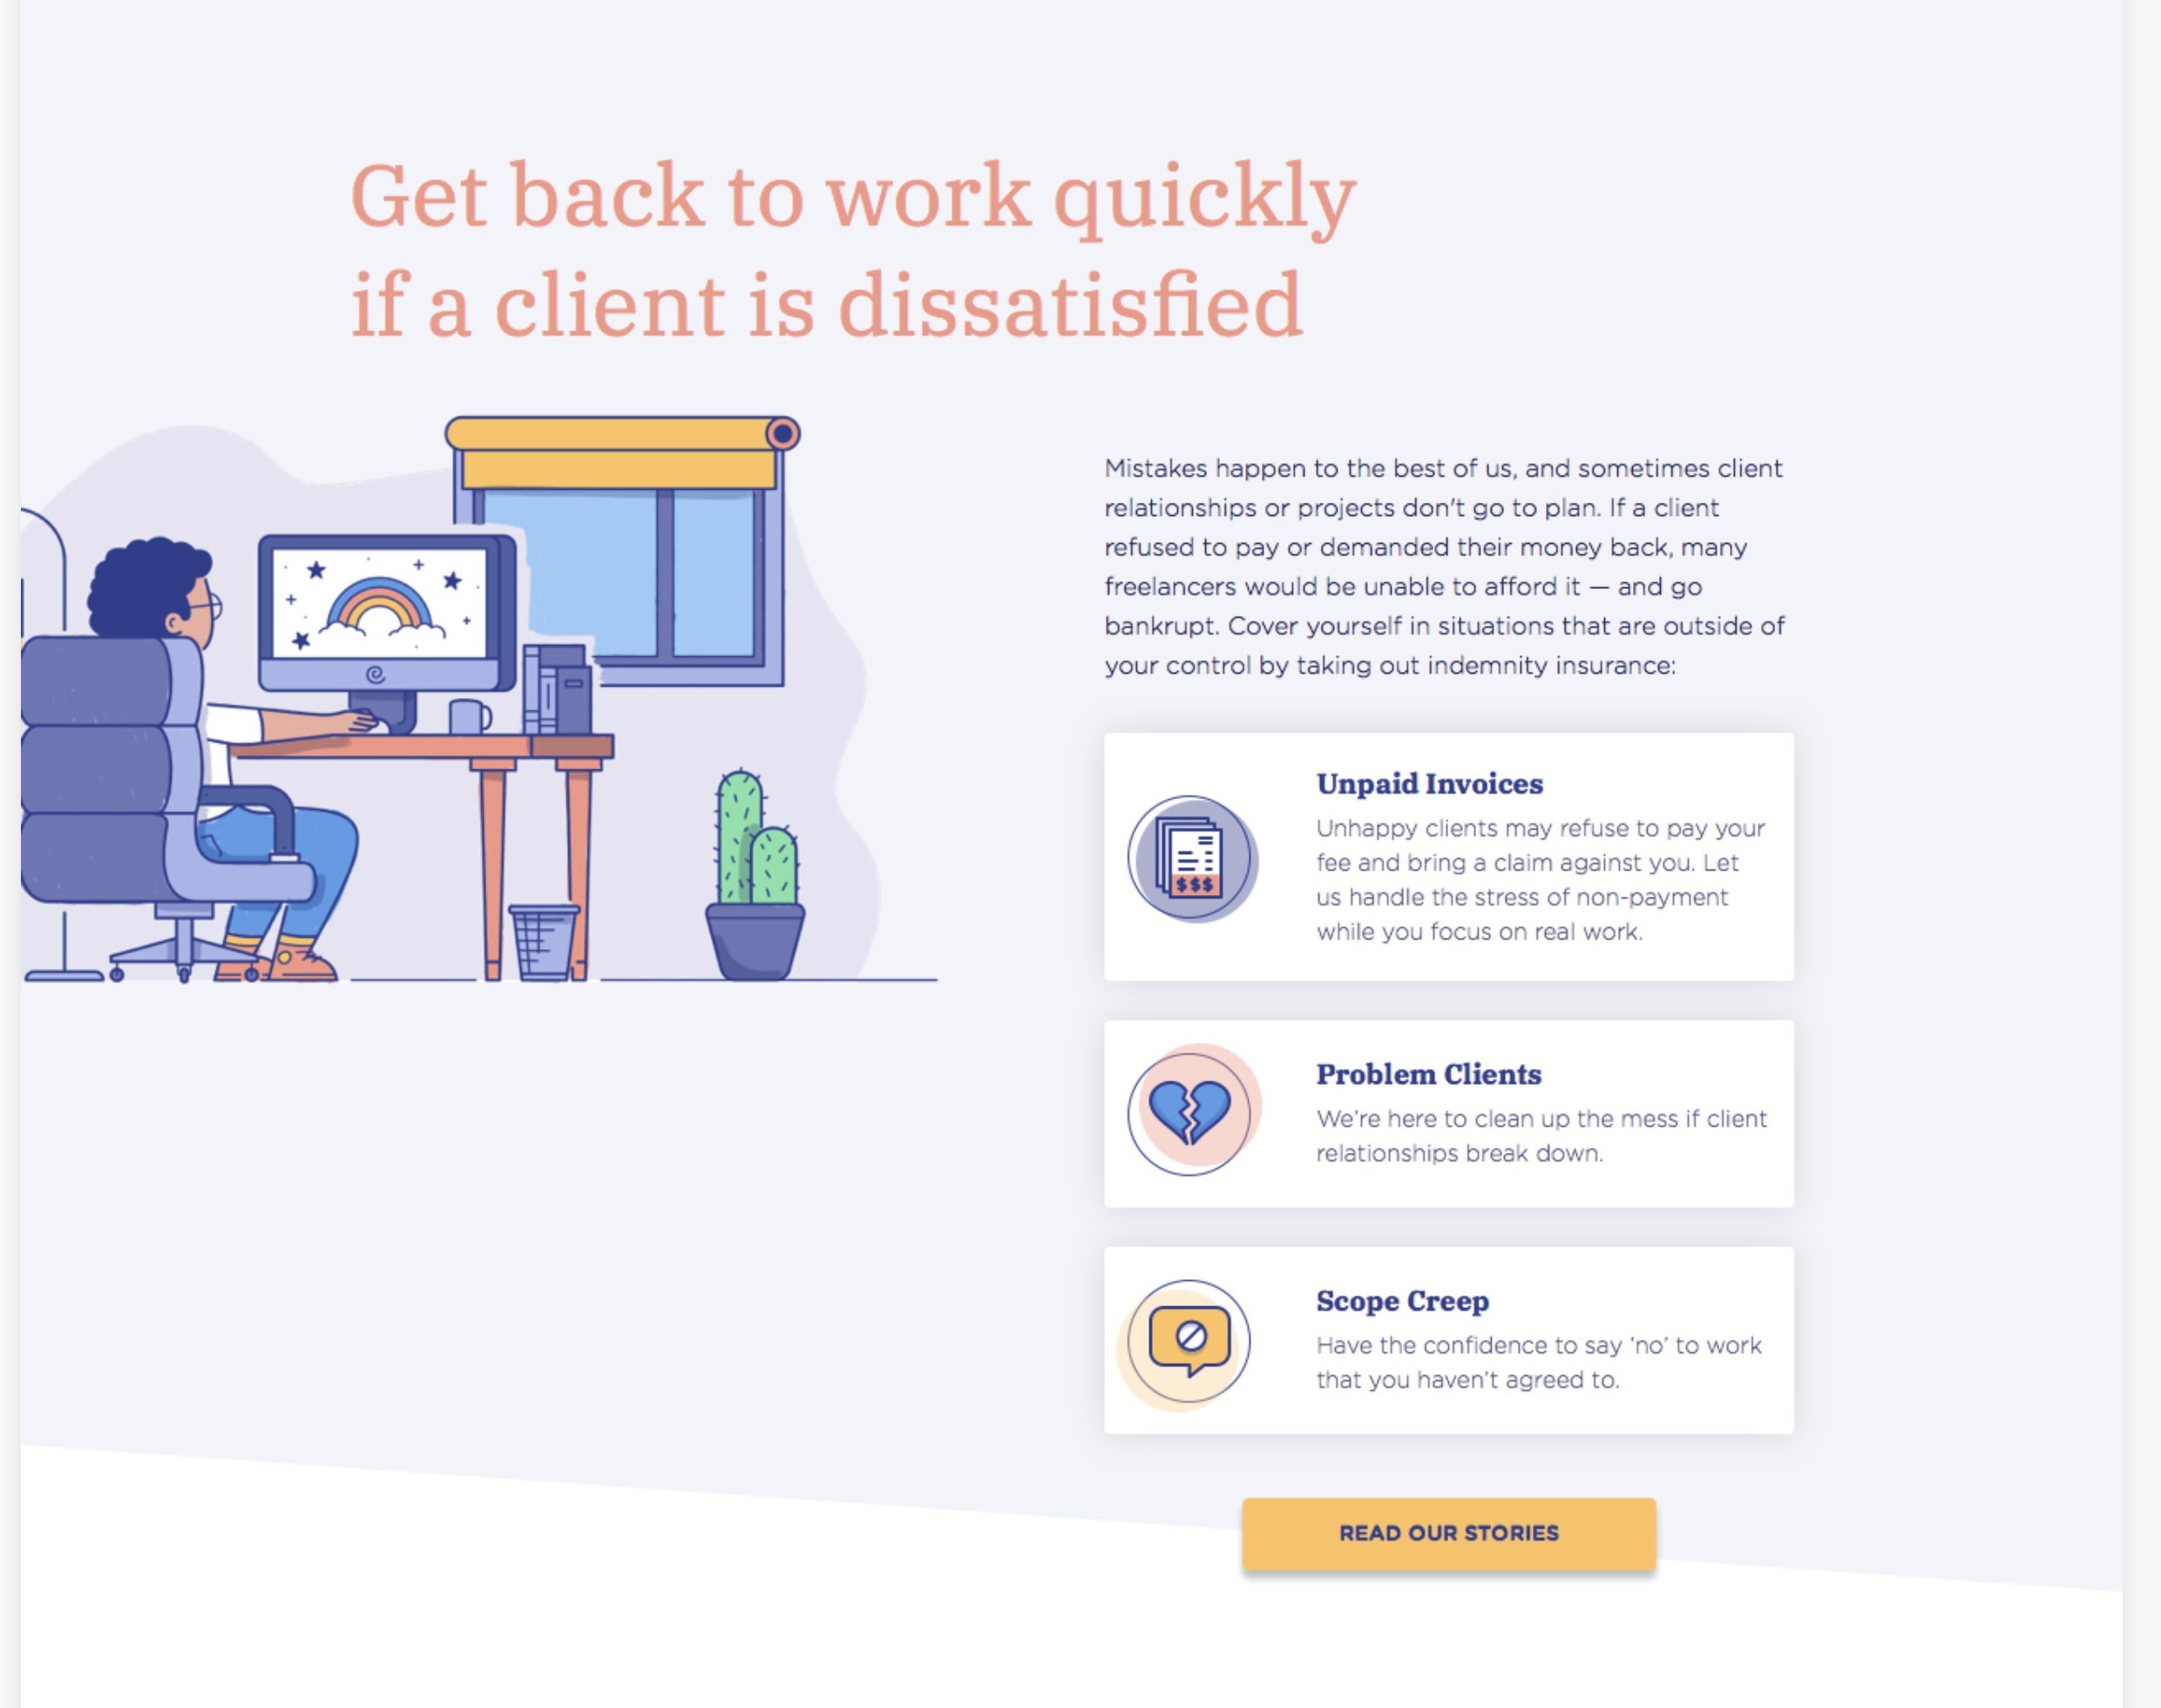 Get back to work quickly
if a client is dissatisfied
Mistakes happen to the best of us, and sometimes client
relationships or projects don't go to plan. If a client
refused to pay or demanded their money back, many
freelancers would be unable to afford it — and go
bankrupt. Cover yourself in situations that are outside of
your control by taking out indemnity insurance:
Unpaid Invoices
Unhappy clients may refuse to pay your
fee and bring a claim against you. Let
us handle the stress of non-payment
while you focus on real work.
$$$
Problem Clients
We’re here to clean up the mess if client
relationships break down.
Scope Creep
Have the confidence to say ‘no’ to work
that you haven’t agreed to.
READ OUR STORIES